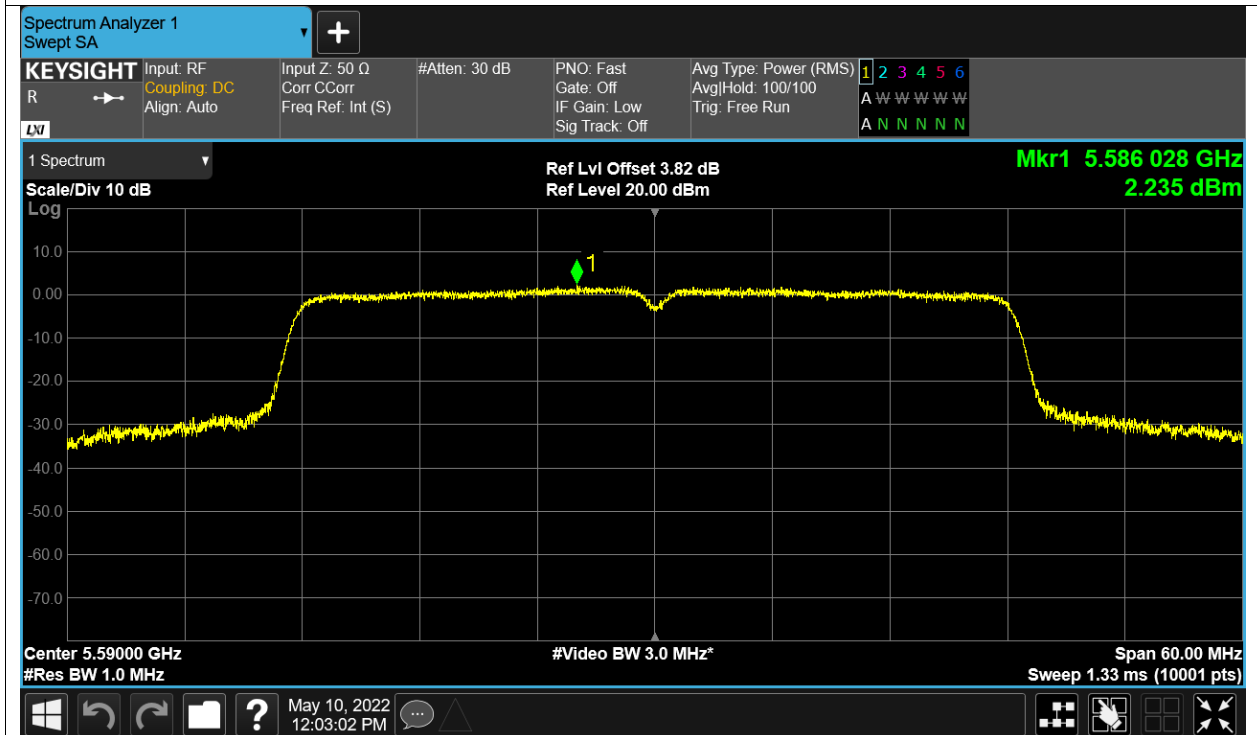 Spectrum Analyzer 1
Swept SA
+
KEYSIGHT
R
LXI
Input: RF
Coupling: DC
Align: Auto
Input Z: 50 Ω
Corr CCorr
Freq Ref: Int (S)
#Atten: 30 dB
PNO: Fast
Gate: Off
IF Gain: Low
Sig Track: Off
Avg Type: Power (RMS)
Avg|Hold: 100/100
Trig: Free Run
1 2 3 4 5 6
A W W W W W
A N N N N N
1 Spectrum
Scale/Div 10 dB
Log
Ref Lvl Offset 3.82 dB
Ref Level 20.00 dBm
Mkr1 5.586 028 GHz
2.235 dBm
10.0
1
0.00
-10.0
-20.0
-30.0
-40.0
-50.0
-60.0
-70.0
Center 5.59000 GHz
#Res BW 1.0 MHz
#Video BW 3.0 MHz*
Span 60.00 MHz
Sweep 1.33 ms (10001 pts)
?
May 10, 2022
12:03:02 PM